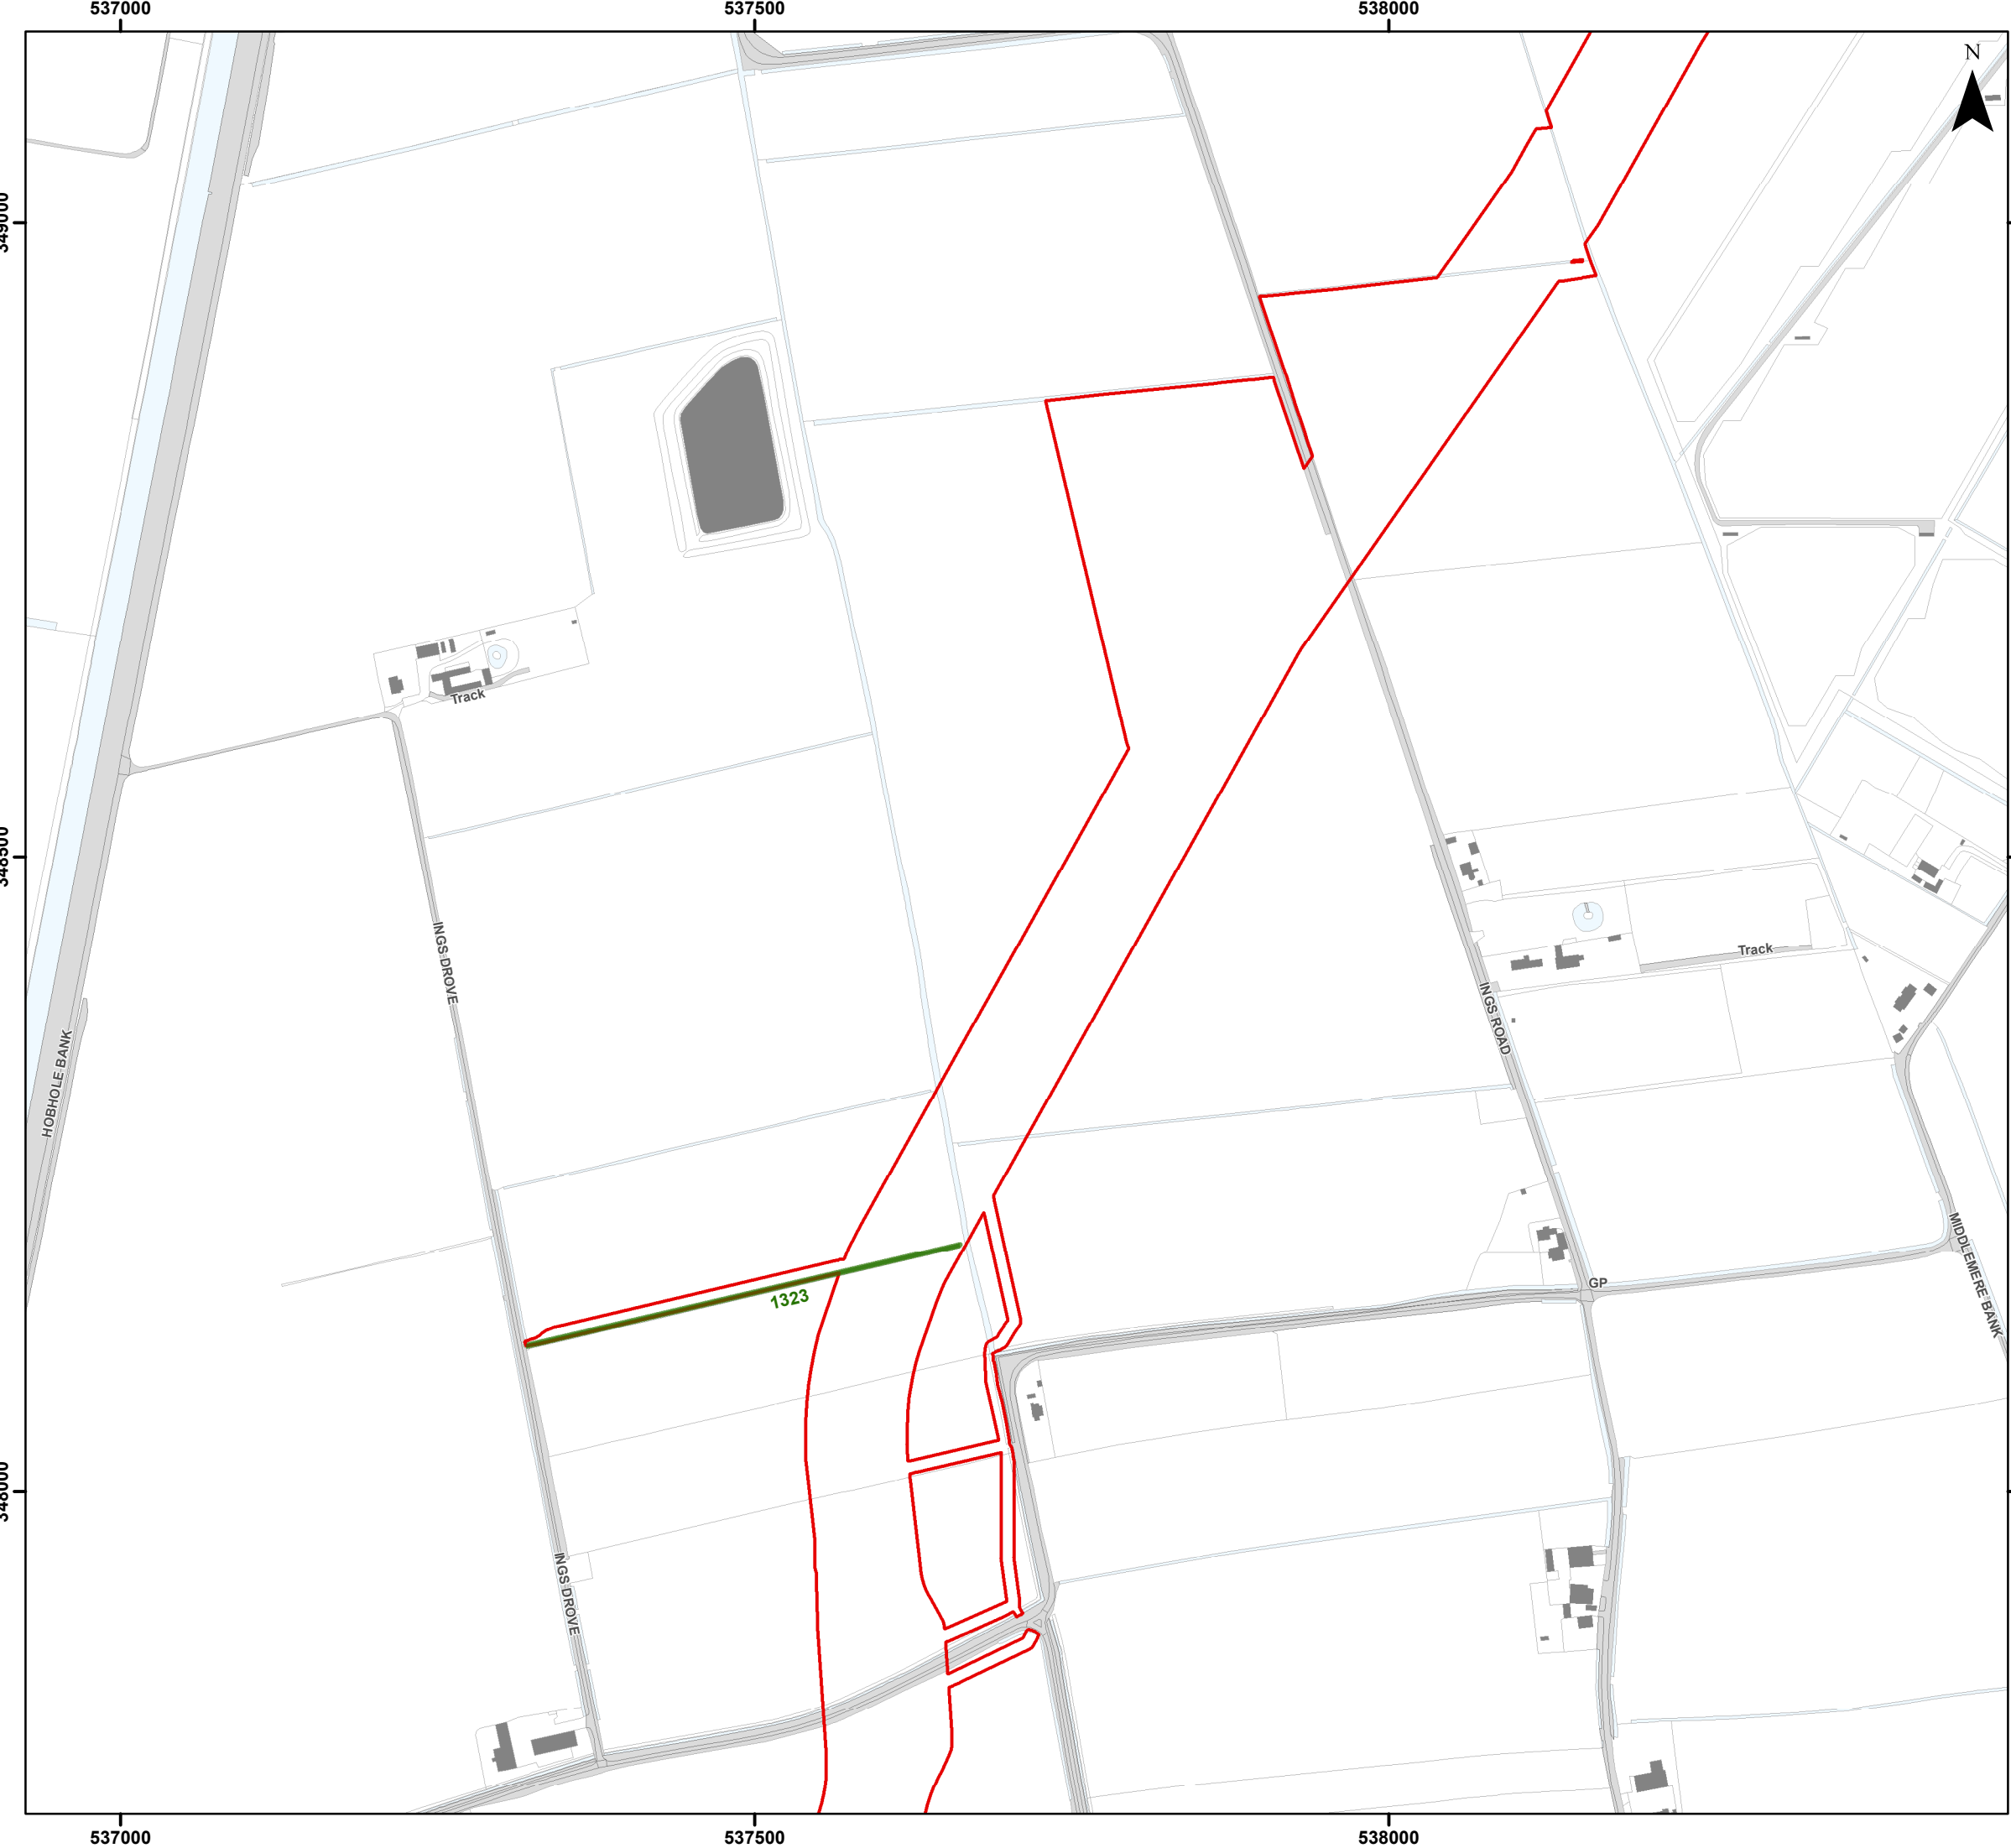 537000
537500
538000
N
349000
Track
348500
INGS DROVE
Track
INGS ROAD
HOBHOLE BANK
MIDDLEMERE BANK
GP
1323
348000
INGS DROVE
537000
537500
538000